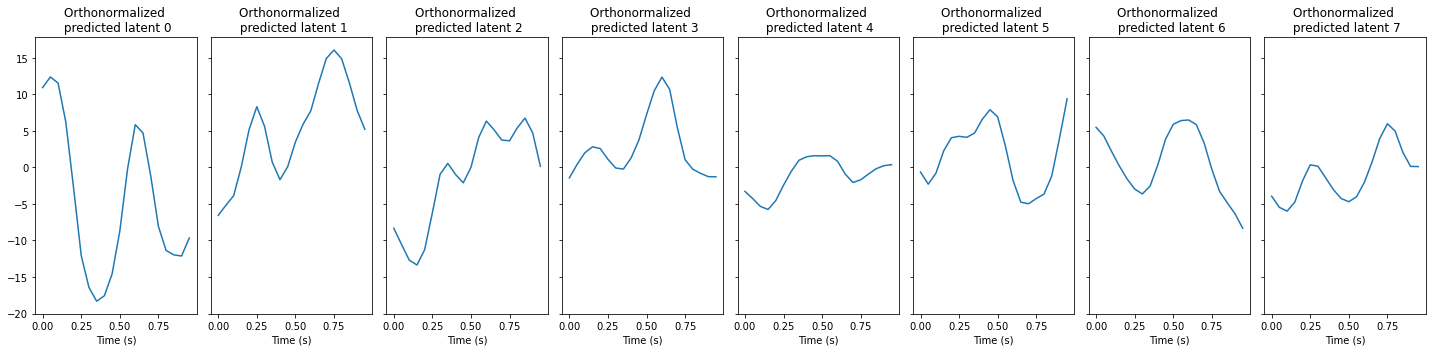 Orthonormalized
predicted latent 0
Orthonormalized
predicted latent 1
Orthonormalized
predicted latent 2
Orthonormalized
predicted latent 3
Orthonormalized
predicted latent 4
Orthonormalized
predicted latent 5
Orthonormalized
predicted latent 6
Orthonormalized
predicted latent 7
15
10
5
0
−5
−10
−15
−20
0.00 0.25 0.50 0.75
0.00 0.25 0.50 0.75
0.00 0.25 0.50 0.75
0.00 0.25 0.50 0.75
0.00 0.25 0.50 0.75
0.00 0.25 0.50 0.75
0.00 0.25 0.50 0.75
0.00 0.25 0.50 0.75
Time (s)
Time (s)
Time (s)
Time (s)
Time (s)
Time (s)
Time (s)
Time (s)